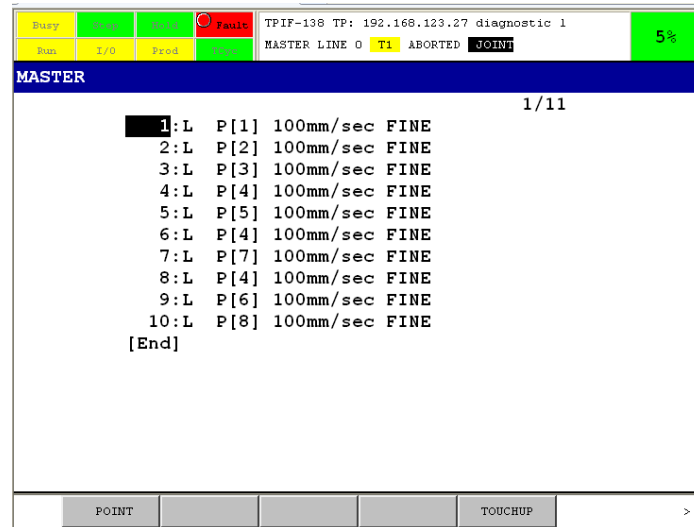 Busy Step Hold Fault TPIF-138 TP: 192.168.123.27 diagnostic 1
Run I/O Prod TCyc MASTER LINE 0 T1 ABORTED JOINT 5%
MASTER
1/11
1:L P[1] 100mm/sec FINE
2:L P[2] 100mm/sec FINE
3:L P[3] 100mm/sec FINE
4:L P[4] 100mm/sec FINE
5:L P[5] 100mm/sec FINE
6:L P[4] 100mm/sec FINE
7:L P[7] 100mm/sec FINE
8:L P[4] 100mm/sec FINE
9:L P[6] 100mm/sec FINE
10:L P[8] 100mm/sec FINE
[End]
POINT TOUCHUP >